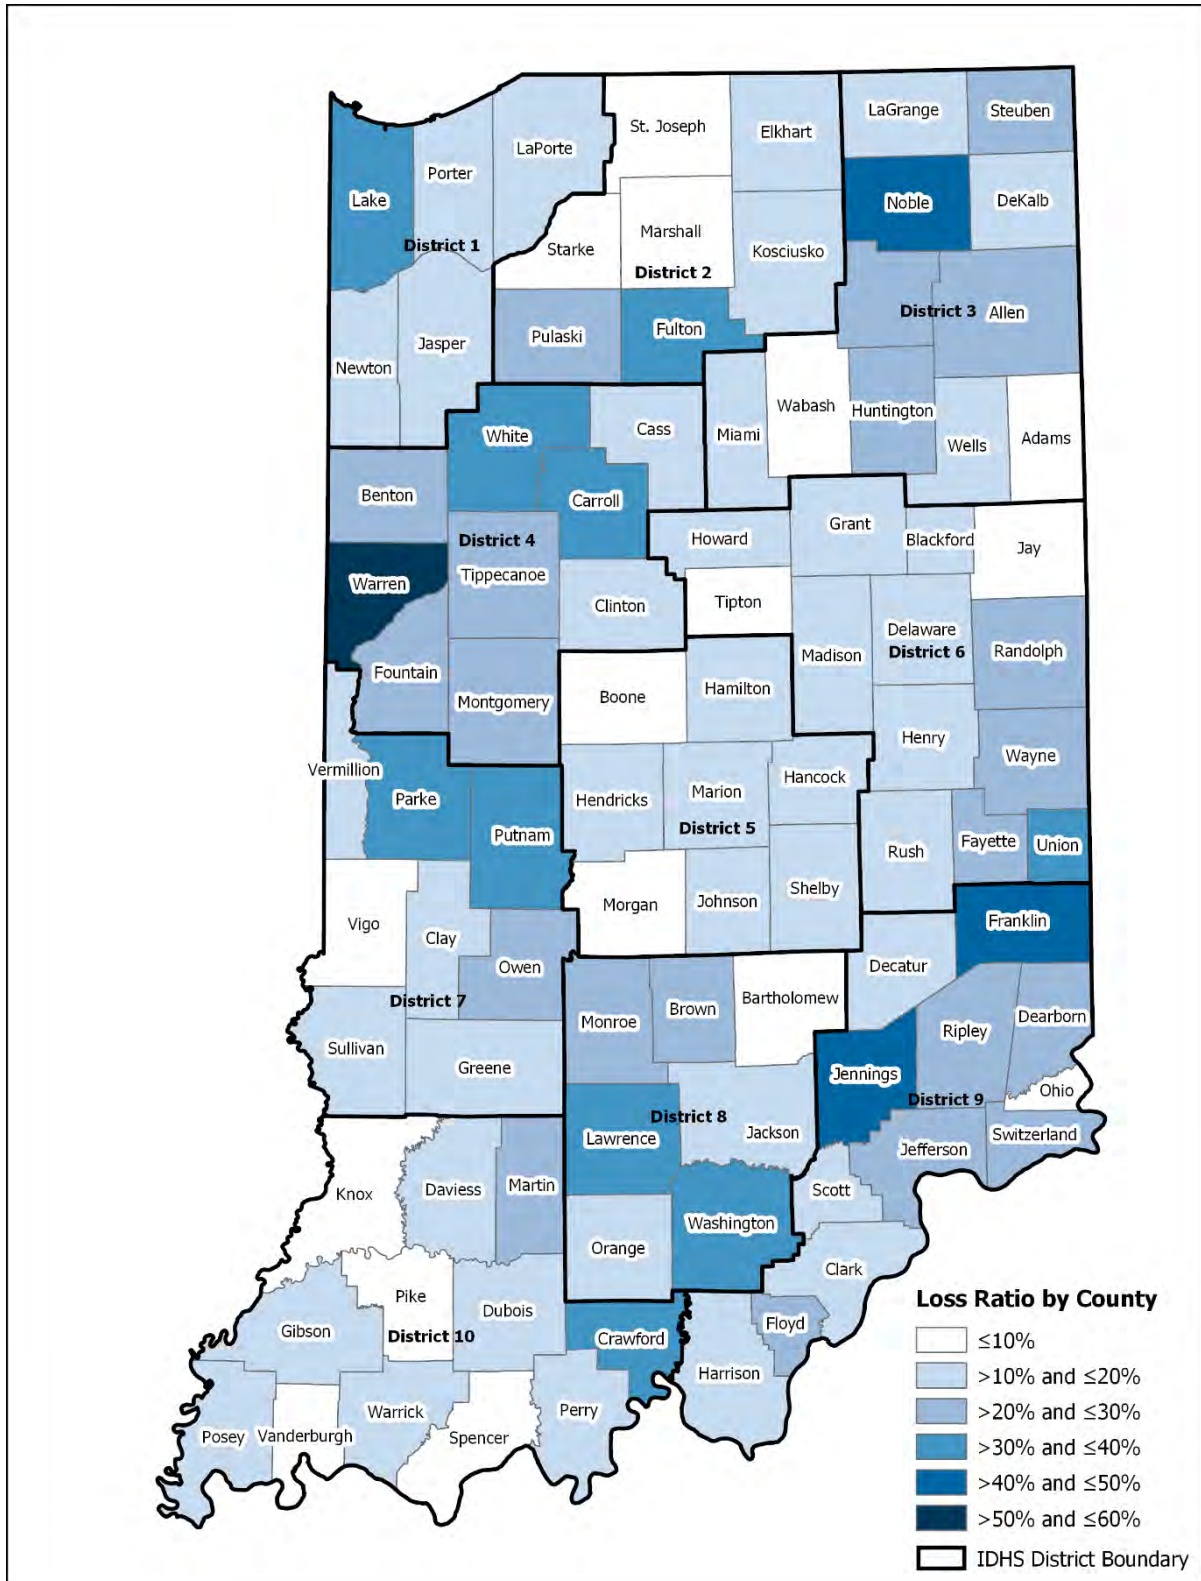 St. Joseph
Elkhart
LaGrange
Steuben
LaPorte
Porter
Lake
Noble
DeKalb
Marshall
Starke
District 1
District 2
Kosciusko
District 3
Allen
Pulaski
Fulton
Jasper
Newton
Wabash
Huntington
White
Cass
Miami
Wells
Adams
Benton
Carroll
Howard
Grant
Blackford
Jay
District 4
Tippecanoe
Warren
Clinton
Tipton
Delaware
District 6
Randolph
Madison
Fountain
Montgomery
Boone
Hamilton
Henry
Wayne
Vermillion
Parke
Hendricks
Marion
Hancock
Putnam
District 5
Rush
Fayette
Union
Shelby
Johnson
Morgan
Franklin
Vigo
Clay
Owen
Decatur
District 7
Bartholomew
Brown
Monroe
Dearborn
Ripley
Sullivan
Greene
Jennings
Ohio
District 9
District 8
Jackson
Lawrence
Switzerland
Jefferson
Knox
Daviess
Martin
Scott
Washington
Orange
Clark
Pike
Dubois
Gibson
District 10
Crawford
Floyd
Harrison
Perry
Warrick
Spencer
Posey
Vanderburgh
Loss Ratio by County
≤10%
>10% and ≤20%
>20% and ≤30%
>30% and ≤40%
>40% and ≤50%
>50% and ≤60%
IDHS District Boundary